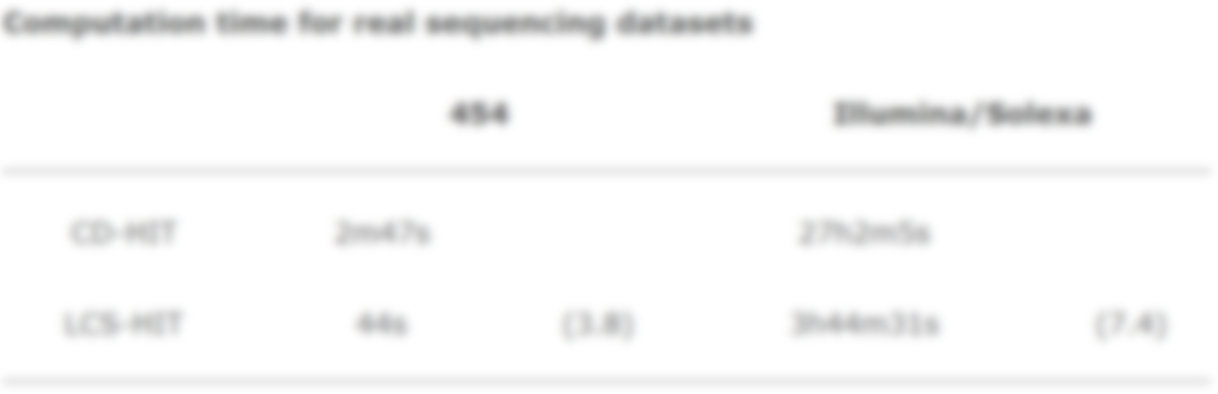 Computation time for real sequencing datasets
454 Illumina/Solexa
CD-HIT 2m47s 27h2m5s
LCS-HIT 44s (3.8) 3h44m31s (7.4)